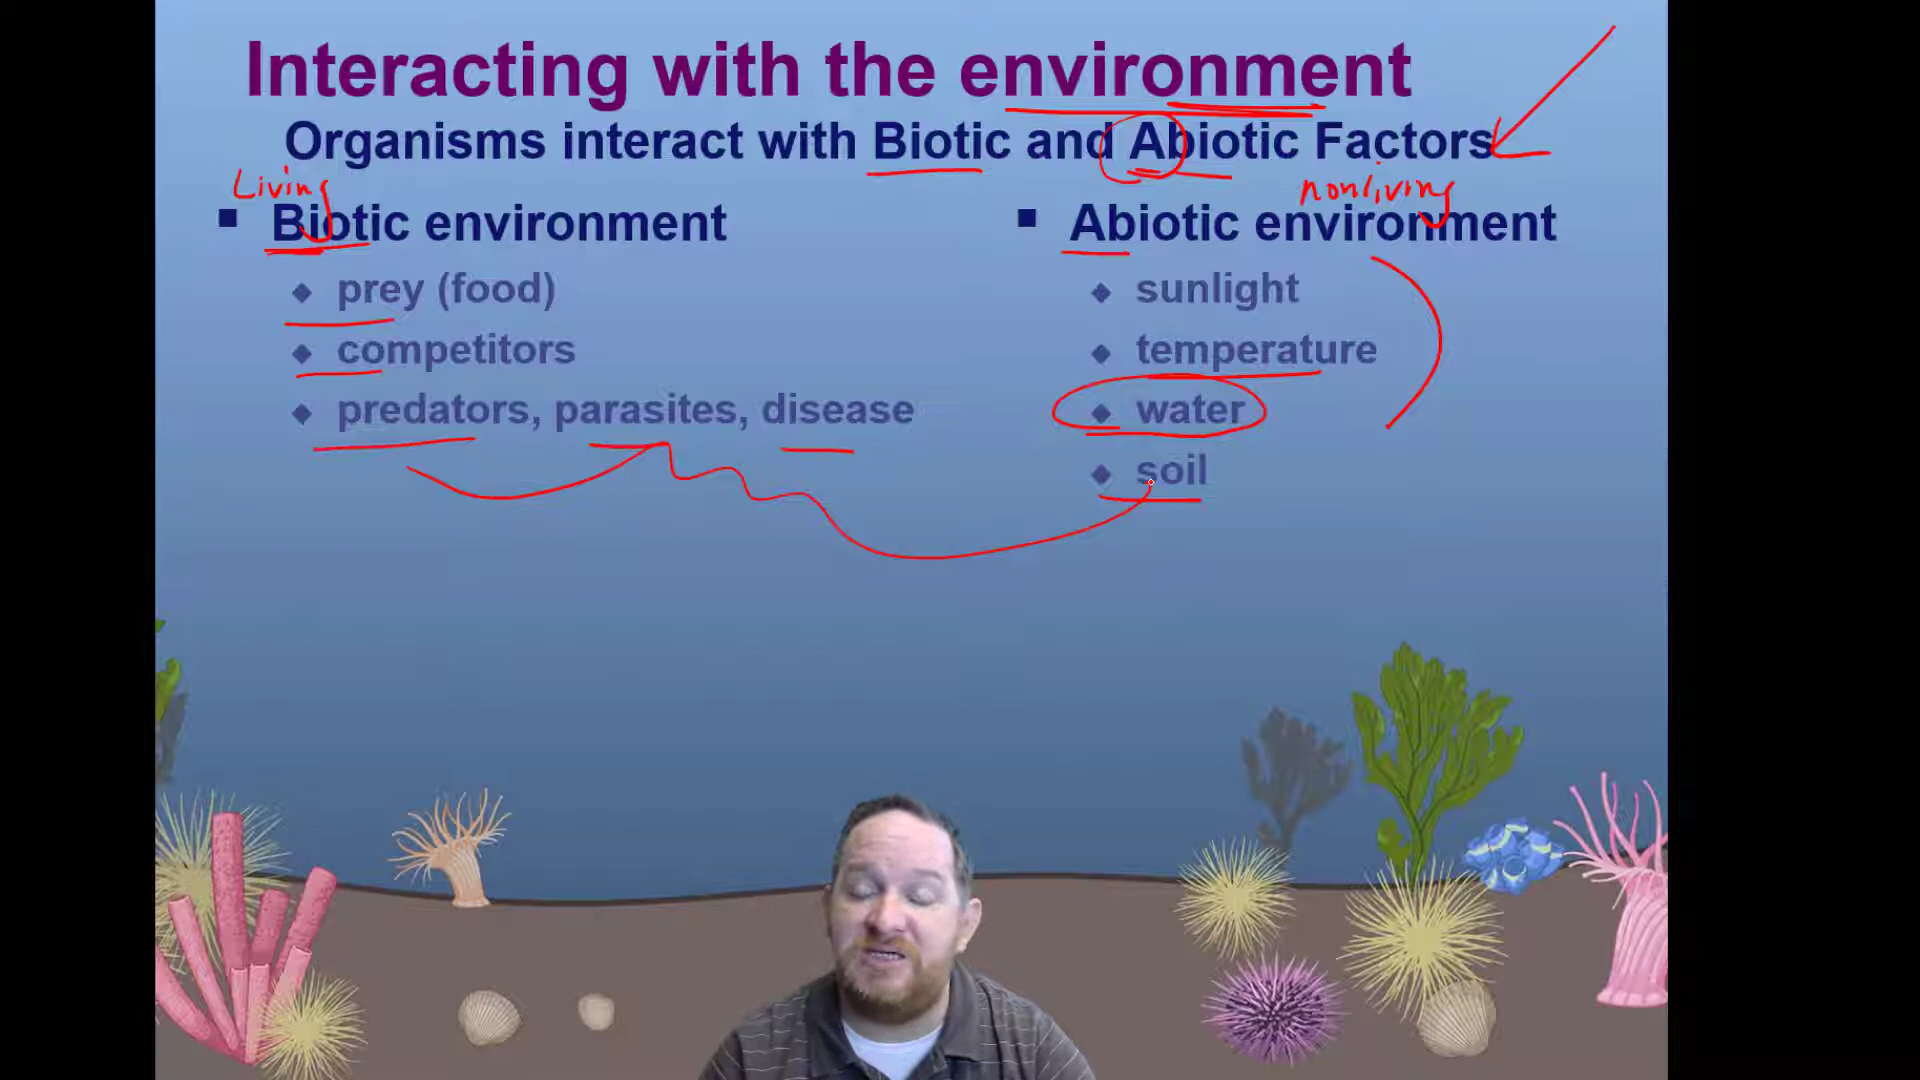 Interacting with the environment
Organisms interact with Biotic and Abiotic Factors
Living
Biotic environment
prey (food)
competitors
predators, parasites, disease
nonliving
Abiotic environment
sunlight
temperature
water
soil